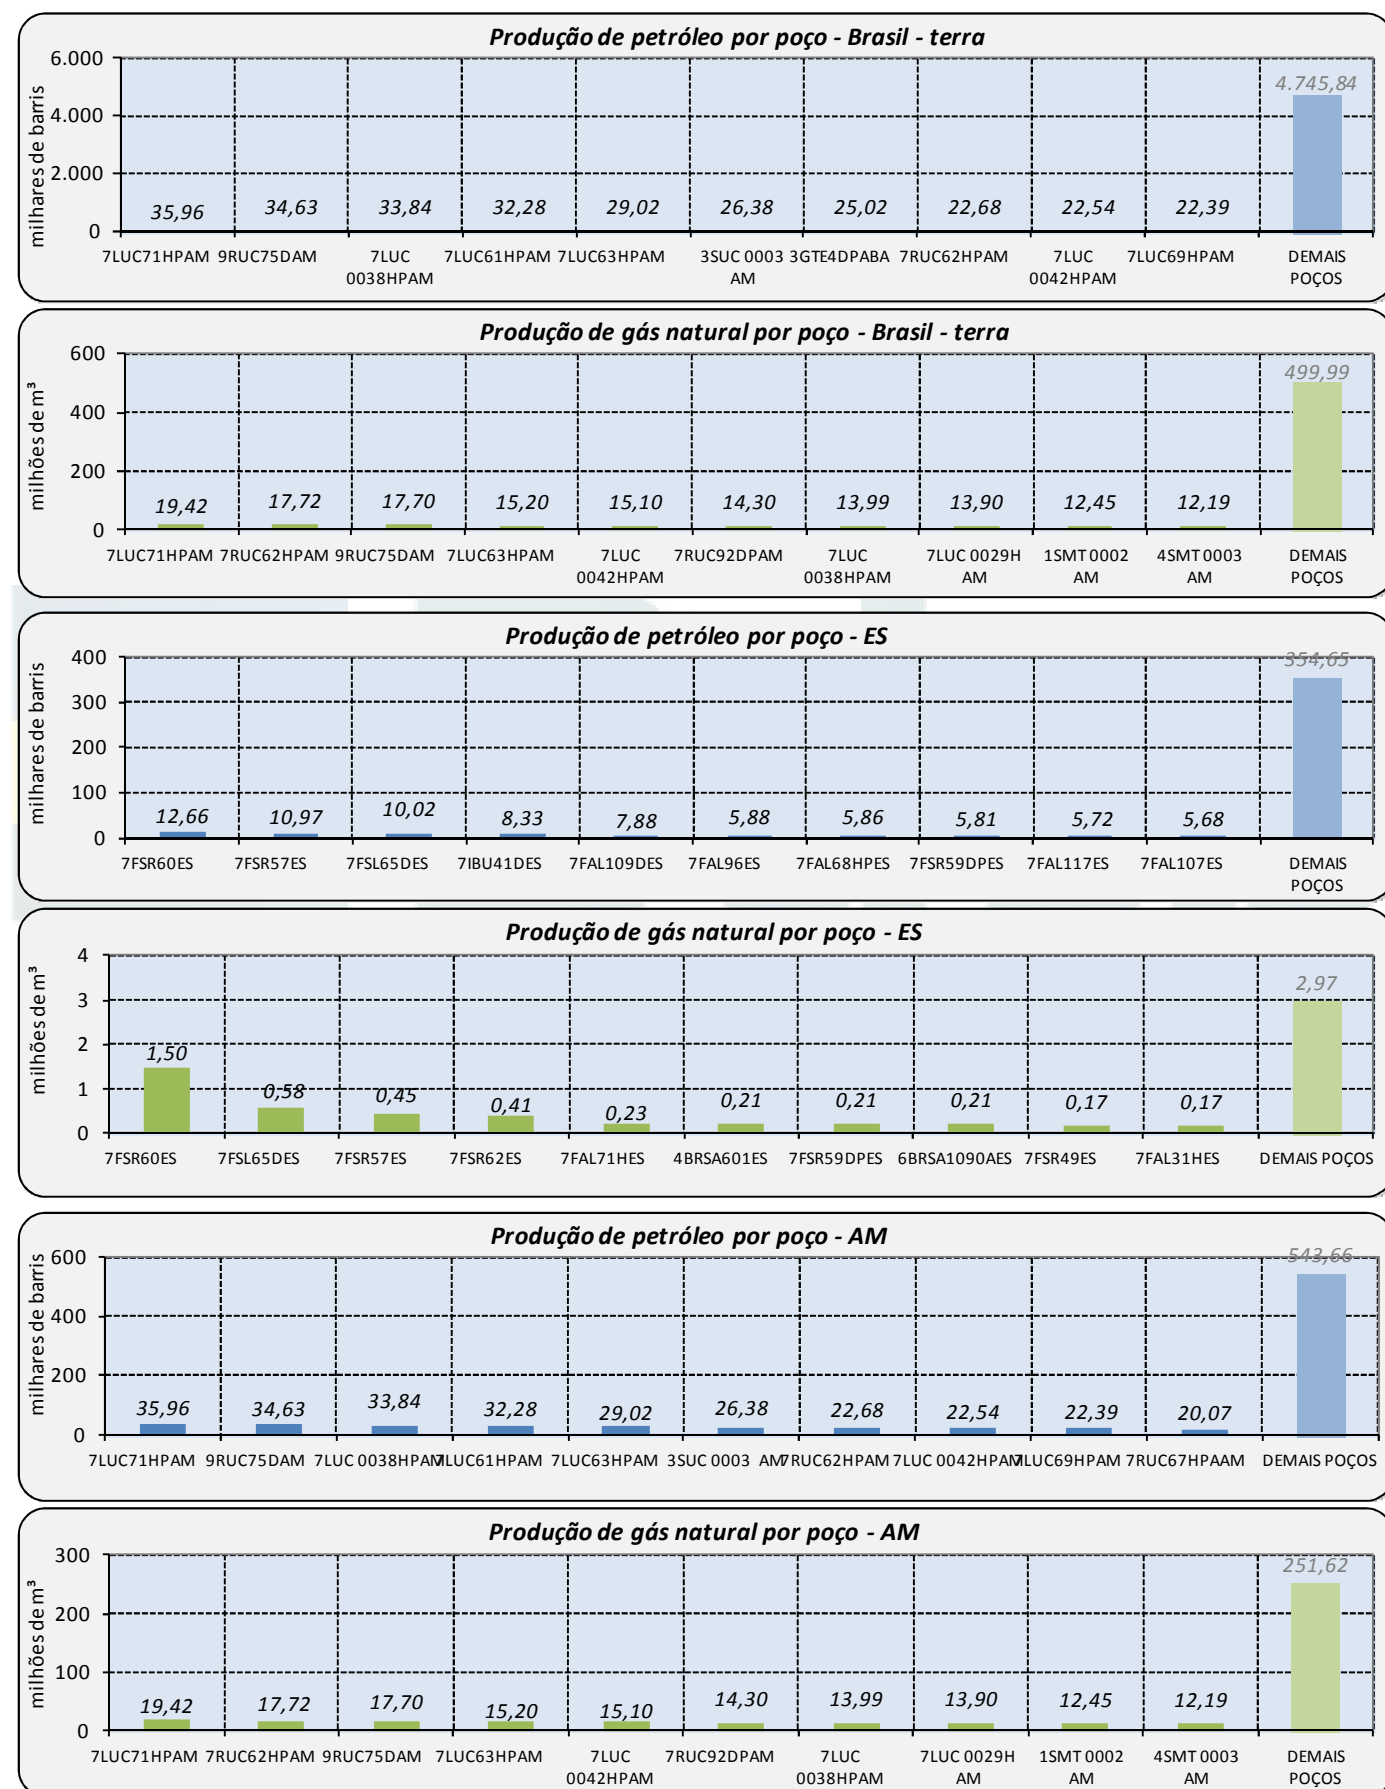 Produção de petróleo por poço - Brasil - terra
milhares de barris
6.000
4.000
2.000
0
35,96 34,63 33,84 32,28 29,02 26,38 25,02 22,68 22,54 22,39 4.745,84
7LUC71HPAM 9RUC75DAM 7LUC 7LUC61HPAM 7LUC63HPAM 3SUC 0003 3GTE4DPABA 7RUC62HPAM 7LUC 7LUC69HPAM DEMAIS
0038HPAM AM 0042HPAM POÇOS
Produção de gás natural por poço - Brasil - terra
milhões de m³
600
400
200
0
19,42 17,72 17,70 15,20 15,10 14,30 13,99 13,90 12,45 12,19 499,99
7LUC71HPAM 7RUC62HPAM 9RUC75DAM 7LUC63HPAM 7LUC 7RUC92DPAM 7LUC 7LUC 0029H 1SMT 0002 4SMT 0003 DEMAIS
0042HPAM 0038HPAM AM AM AM POÇOS
Produção de petróleo por poço - ES
milhares de barris
400
300
200
100
0
12,66 10,97 10,02 8,33 7,88 5,88 5,86 5,81 5,72 5,68 354,65
7FSR60ES 7FSR57ES 7FSL65DES 7IBU41DES 7FAL109DES 7FAL96ES 7FAL68HPES 7FSR59DPES 7FAL117ES 7FAL107ES DEMAIS
POÇOS
Produção de gás natural por poço - ES
milhões de m³
4
3
2
1
0
1,50 0,58 0,45 0,41 0,23 0,21 0,21 0,21 0,17 0,17 2,97
7FSR60ES 7FSL65DES 7FSR57ES 7FSR62ES 7FAL71HES 4BRSA601ES 7FSR59DPES 6BRSA1090AES 7FSR49ES 7FAL31HES DEMAIS POÇOS
Produção de petróleo por poço - AM
milhares de barris
600
400
200
0
35,96 34,63 33,84 32,28 29,02 26,38 22,68 22,54 22,39 20,07 543,66
7LUC71HPAM 9RUC75DAM 7LUC 0038HPAM 7LUC61HPAM 7LUC63HPAM 3SUC 0003 AM 7RUC62HPAM 7LUC 0042HPAM 7LUC69HPAM 7RUC67HPAAM DEMAIS POÇOS
Produção de gás natural por poço - AM
milhões de m³
300
200
100
0
19,42 17,72 17,70 15,20 15,10 14,30 13,99 13,90 12,45 12,19 251,62
7LUC71HPAM 7RUC62HPAM 9RUC75DAM 7LUC63HPAM 7LUC 7RUC92DPAM 7LUC 7LUC 0029H 1SMT 0002 4SMT 0003 DEMAIS
0042HPAM 0038HPAM AM AM AM POÇOS